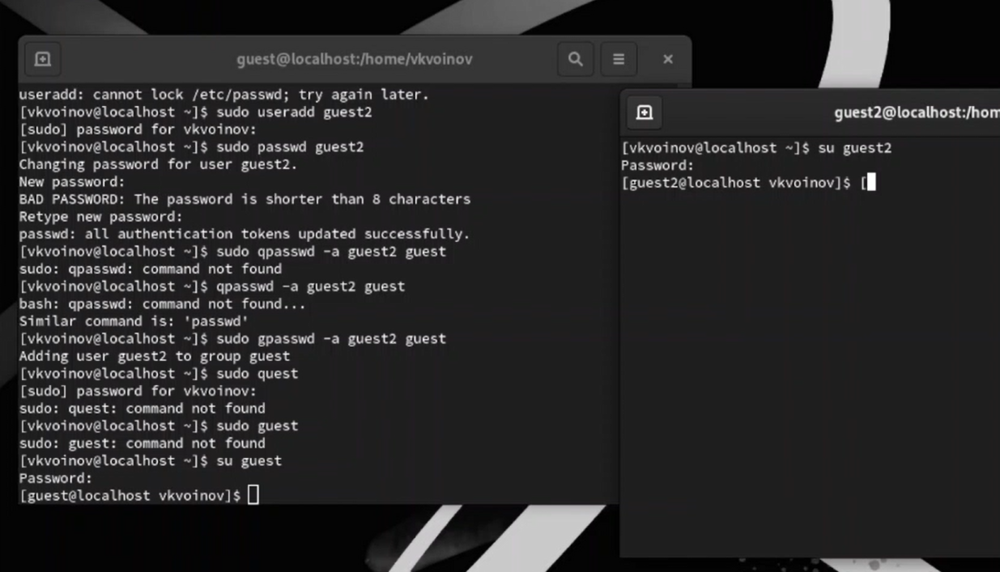 guest@localhost:/home/vkvoinov
useradd: cannot lock /etc/passwd; try again later.
[vkvoinov@localhost ~]$ sudo useradd guest2
[sudo] password for vkvoinov:
[vkvoinov@localhost ~]$ sudo passwd guest2
Changing password for user guest2.
New password:
BAD PASSWORD: The password is shorter than 8 characters
Retype new password:
passwd: all authentication tokens updated successfully.
[vkvoinov@localhost ~]$ sudo qpasswd -a guest2 guest
sudo: qpasswd: command not found
[vkvoinov@localhost ~]$ qpasswd -a guest2 guest
bash: qpasswd: command not found...
Similar command is: 'passwd'
[vkvoinov@localhost ~]$ sudo gpasswd -a guest2 guest
Adding user guest2 to group guest
[vkvoinov@localhost ~]$ sudo quest
[sudo] password for vkvoinov:
sudo: quest: command not found
[vkvoinov@localhost ~]$ sudo guest
sudo: guest: command not found
[vkvoinov@localhost ~]$ su guest
Password:
[guest@localhost vkvoinov]$
guest2@localhost:/hom
[vkvoinov@localhost ~]$ su guest2
Password:
[guest2@localhost vkvoinov]$ [